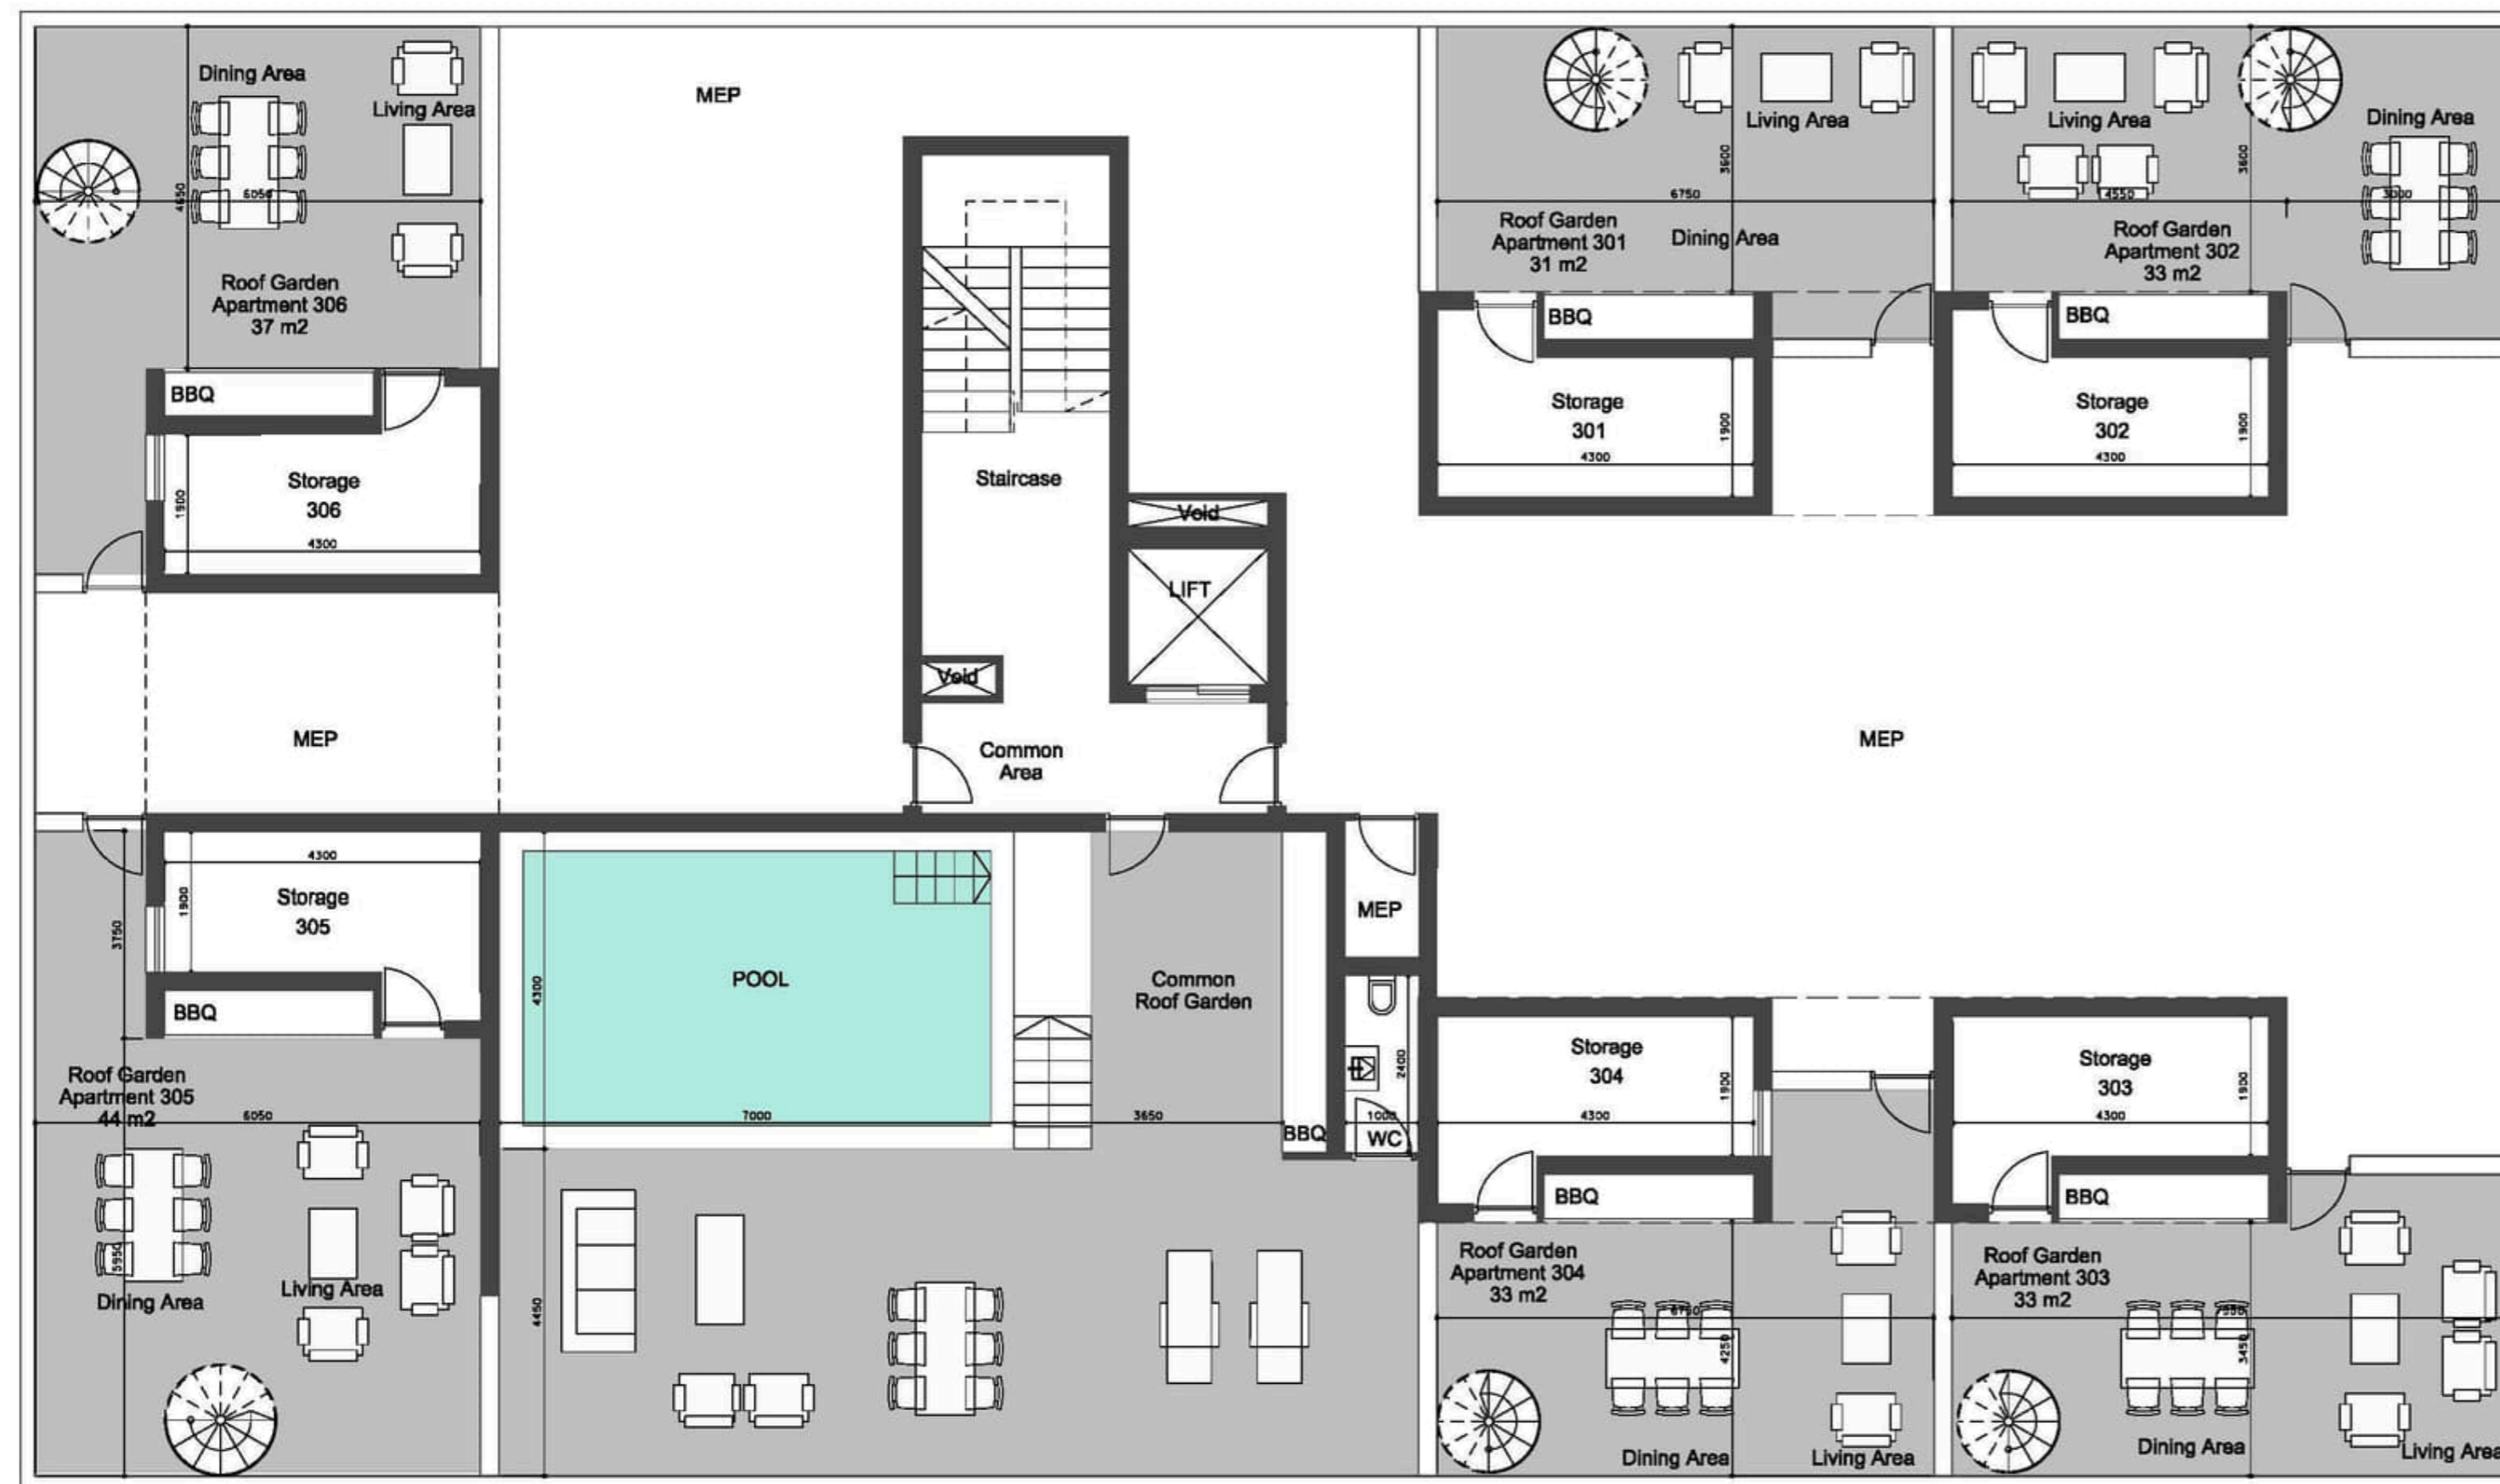 Dining Area
Living Area
4650
6050
Roof Garden
Apartment 306
37 m2
BBQ
Storage
306
1900
4300
MEP
MEP
Staircase
Void
LIFT
Void
Common
Area
Living Area
3600
6750
Roof Garden
Apartment 301
31 m2
Dining Area
BBQ
Storage
301
1900
4300
Living Area
Dining Area
3600
4550
3000
Roof Garden
Apartment 302
33 m2
BBQ
Storage
302
1900
4300
MEP
4300
1900
Storage
305
3750
BBQ
Roof Garden
Apartment 305
44 m2
6050
5950
Living Area
Dining Area
POOL
4300
7000
Common
Roof Garden
3650
BBQ
4450
MEP
2400
1000
WC
Storage
304
1900
4300
BBQ
Roof Garden
Apartment 304
33 m2
6750
4250
Dining Area
Living Area
Storage
303
1900
4300
BBQ
Roof Garden
Apartment 303
33 m2
3450
Dining Area
Living Area